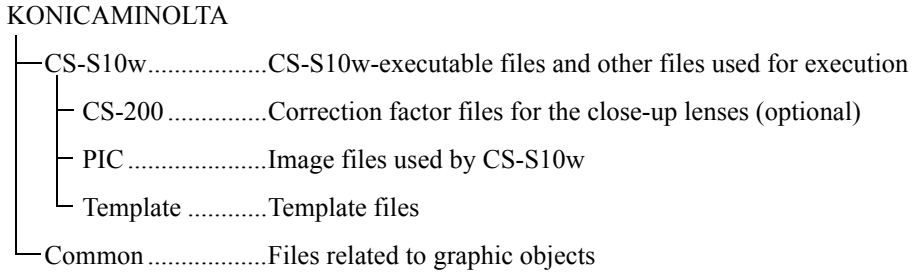 KONICAMINOLTA
CS-S10w.................CS-S10w-executable files and other files used for execution
CS-200 ..............Correction factor files for the close-up lenses (optional)
PIC ....................Image files used by CS-S10w
Template ...........Template files
Common .................Files related to graphic objects